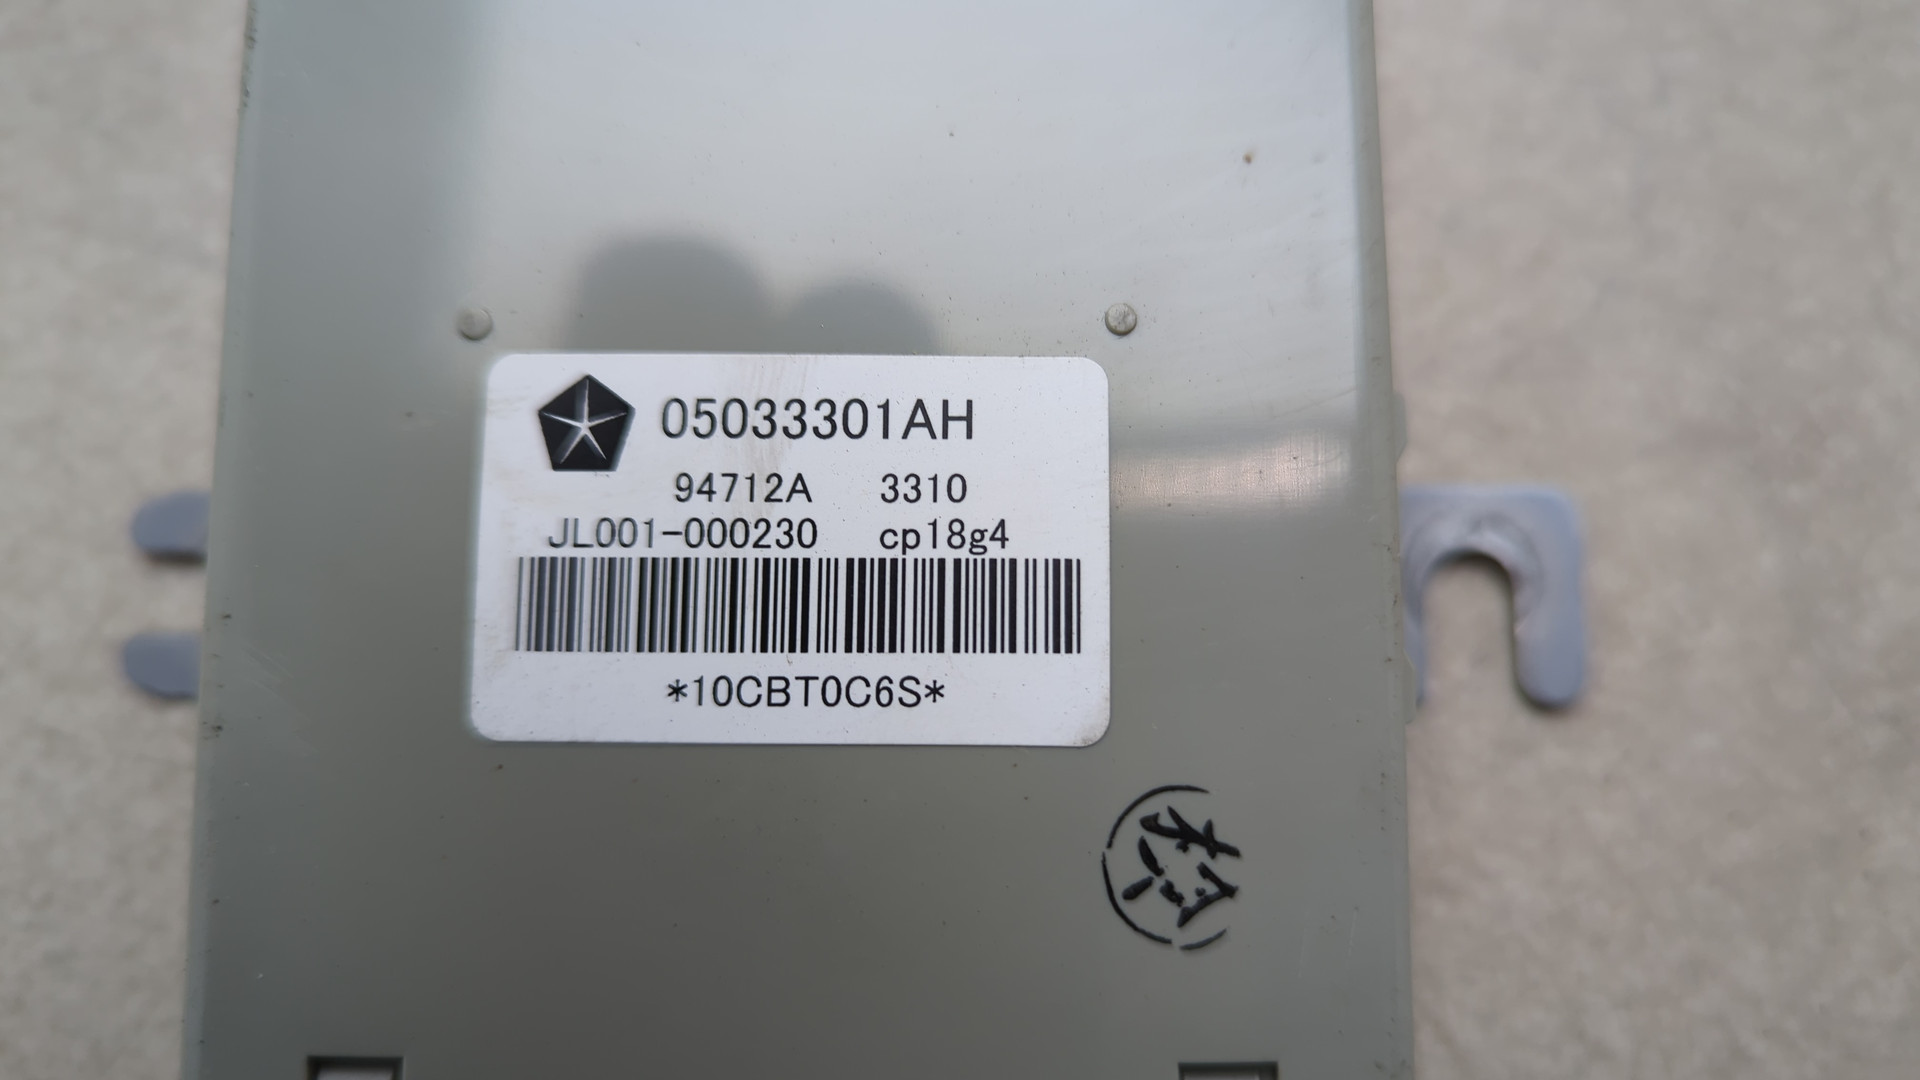 05033301AH
94712A 3310
JL001-000230 cp18g4
*10CBT0C6S*